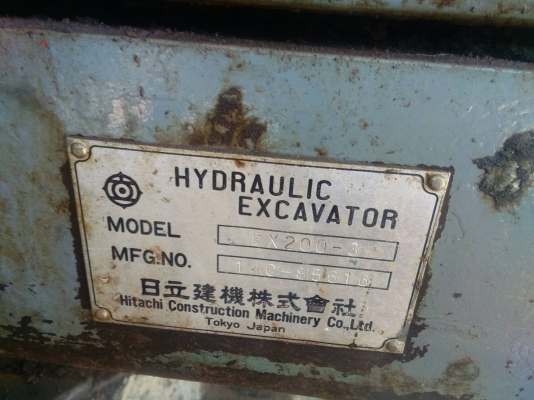 HYDRAULIC
EXCAVATOR
MODEL EX200-3
MFG.NO.
日立建機株式會社
Hitachi Construction Machinery Co., Ltd.
Tokyo Japan